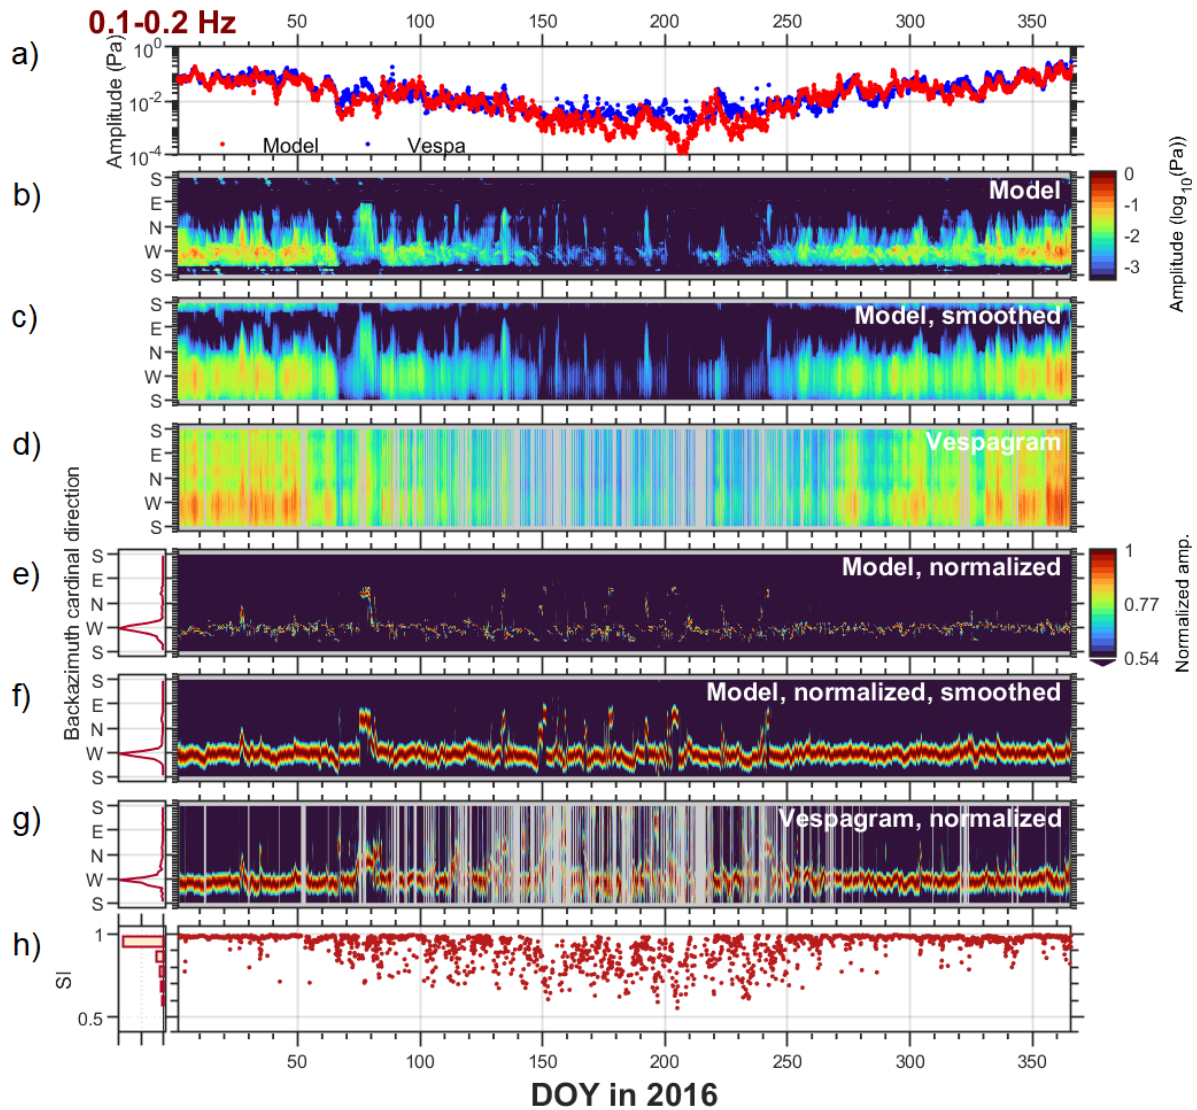 0.1-0.2 Hz
50 100 150 200 250 300 350
a)
Amplitude (Pa)
10^0
10^-2
10^-4
Model
Vespa
b)
S
E
N
W
S
Model
0
-1
-2
-3
Amplitude (log10(Pa))
c)
S
E
N
W
S
Model, smoothed
d)
S
E
N
W
S
Vespagram
Backazimuth cardinal direction
e)
S
E
N
W
S
Model, normalized
1
0.77
0.54
Normalized amp.
f)
S
E
N
W
S
Model, normalized, smoothed
g)
S
E
N
W
S
Vespagram, normalized
h)
SI
1
0.5
50 100 150 200 250 300 350
DOY in 2016